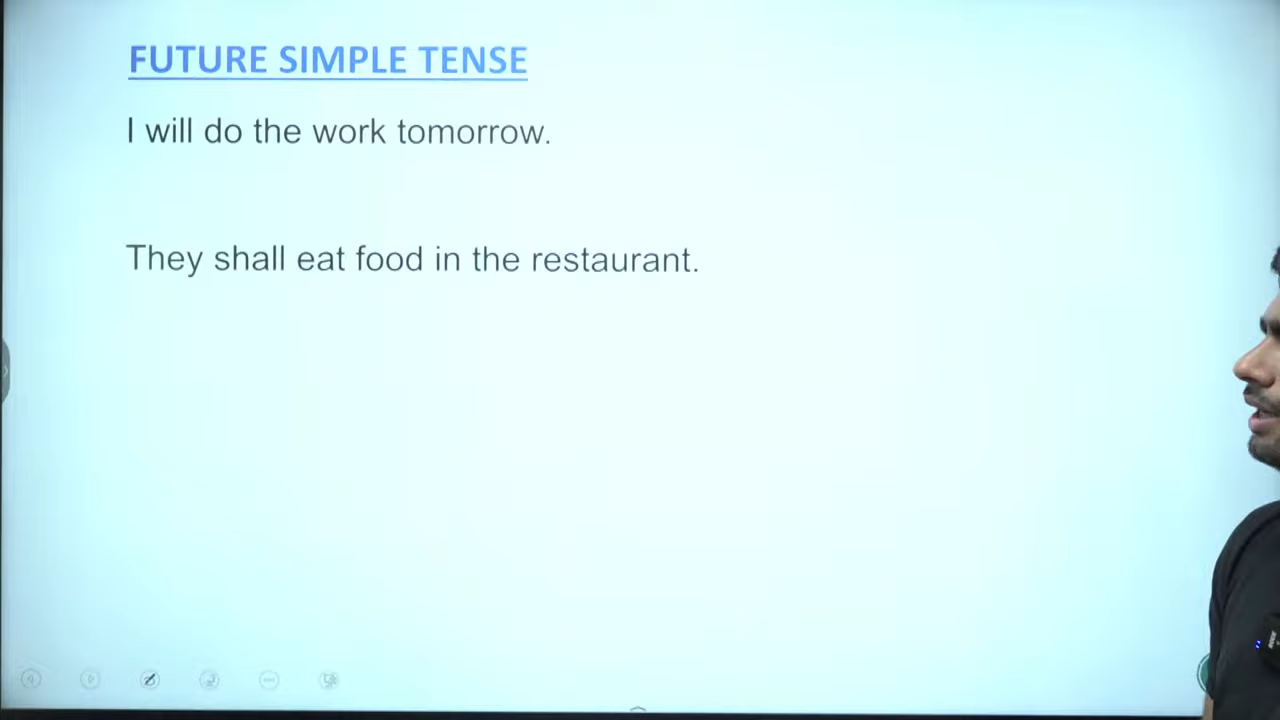 FUTURE SIMPLE TENSE
I will do the work tomorrow.
They shall eat food in the restaurant.